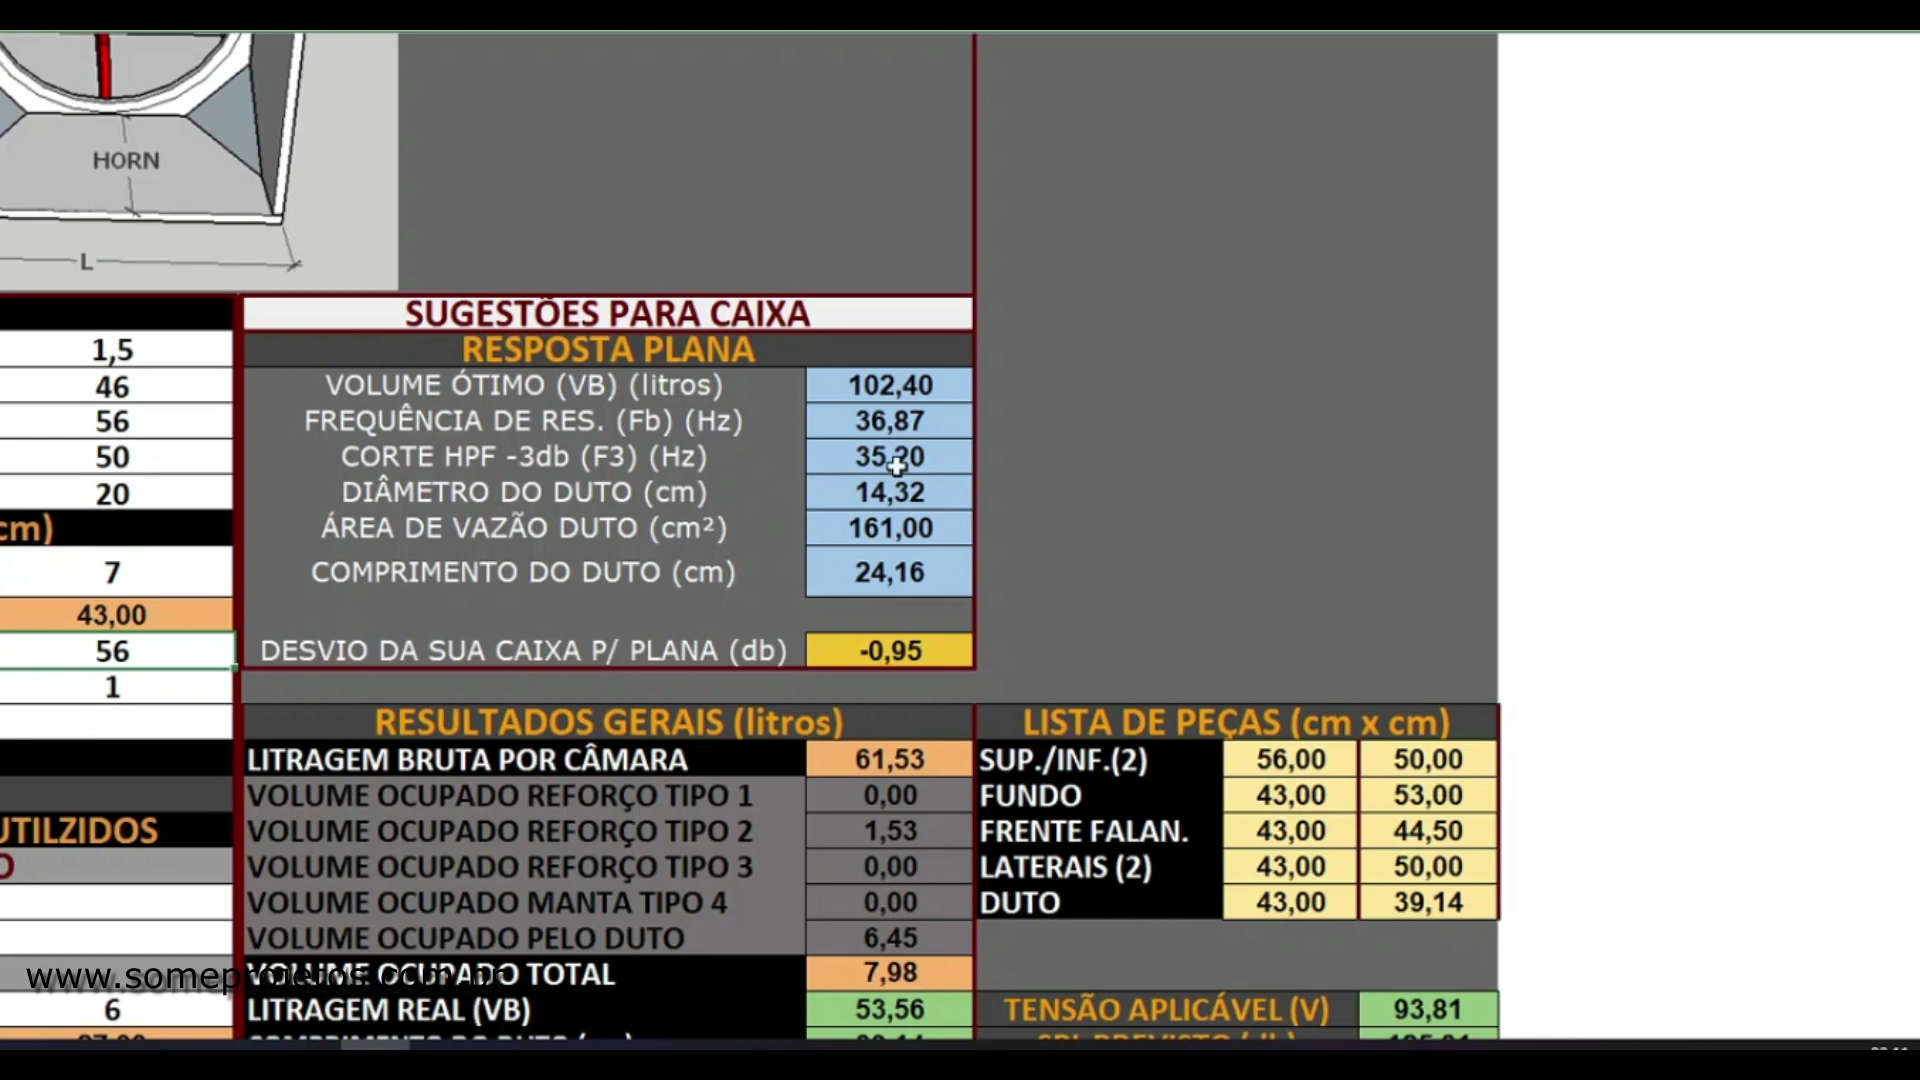 HORN
L
SUGESTÕES PARA CAIXA
1,5 RESPOSTA PLANA
46 VOLUME ÓTIMO (VB) (litros) 102,40
56 FREQUÊNCIA DE RES. (Fb) (Hz) 36,87
50 CORTE HPF -3db (F3) (Hz) 35,20
20 DIÂMETRO DO DUTO (cm) 14,32
cm) ÁREA DE VAZÃO DUTO (cm²) 161,00
7 COMPRIMENTO DO DUTO (cm) 24,16
43,00
56 DESVIO DA SUA CAIXA P/ PLANA (db) -0,95
1
RESULTADOS GERAIS (litros) LISTA DE PEÇAS (cm x cm)
LITRAGEM BRUTA POR CÂMARA 61,53 SUP./INF.(2) 56,00 50,00
VOLUME OCUPADO REFORÇO TIPO 1 0,00 FUNDO 43,00 53,00
UTILZIDOS VOLUME OCUPADO REFORÇO TIPO 2 1,53 FRENTE FALAN. 43,00 44,50
O VOLUME OCUPADO REFORÇO TIPO 3 0,00 LATERAIS (2) 43,00 50,00
VOLUME OCUPADO MANTA TIPO 4 0,00 DUTO 43,00 39,14
VOLUME OCUPADO PELO DUTO 6,45
www.someprojetos.com.br VOLUME OCUPADO TOTAL 7,98
6 LITRAGEM REAL (VB) 53,56 TENSÃO APLICÁVEL (V) 93,81